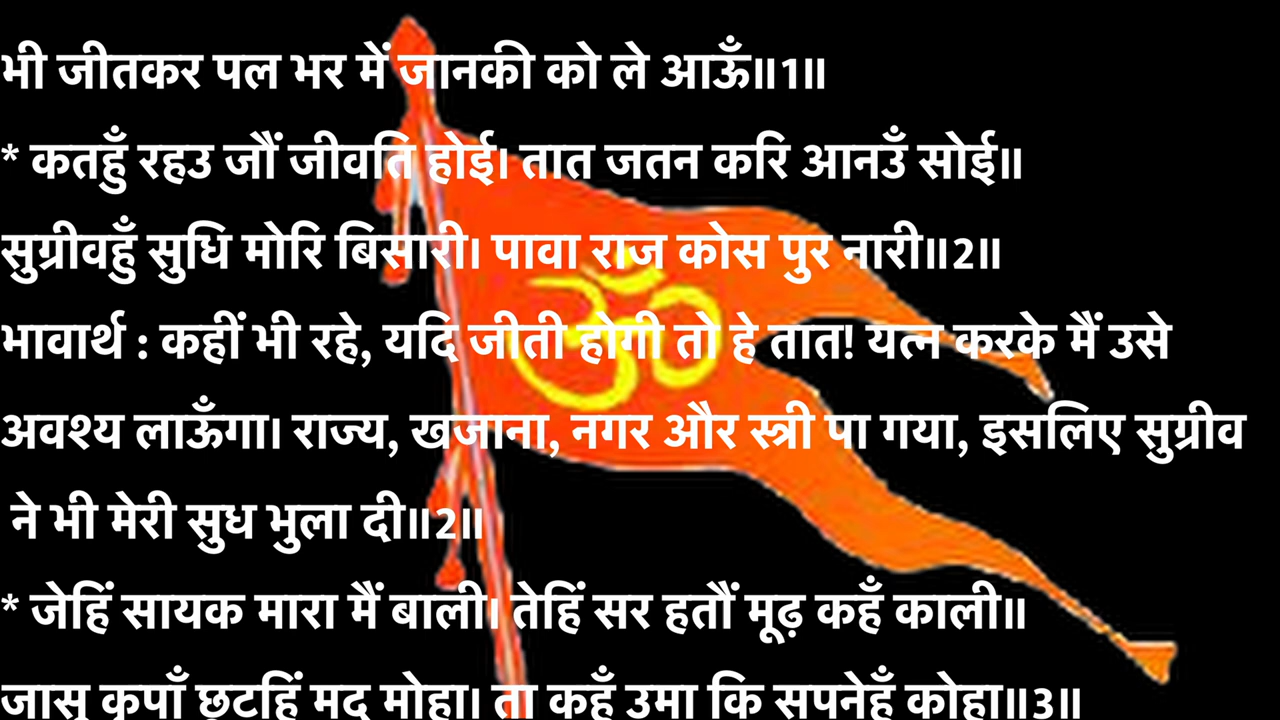 भी जीतकर पल भर में जानकी को ले आऊँ॥1॥
* कतहुँ रहउ जौं जीवति होई। तात जतन करि आनउँ सोई॥
सुग्रीवहुँ सुधि मोरि बिसारी। पावा राज कोस पुर नारी॥2॥
भावार्थ : कहीं भी रहे, यदि जीती होगी तो हे तात! यत्न करके मैं उसे
अवश्य लाऊँगा। राज्य, खजाना, नगर और स्त्री पा गया, इसलिए सुग्रीव
ने भी मेरी सुध भुला दी॥2॥
* जेहिं सायक मारा मैं बाली। तेहिं सर हतौं मूढ़ कहँ काली॥
जासु कृपाँ छूटहिं मद मोहा। ता कहुँ उमा कि सपनेहुँ कोहा॥3॥
ॐ